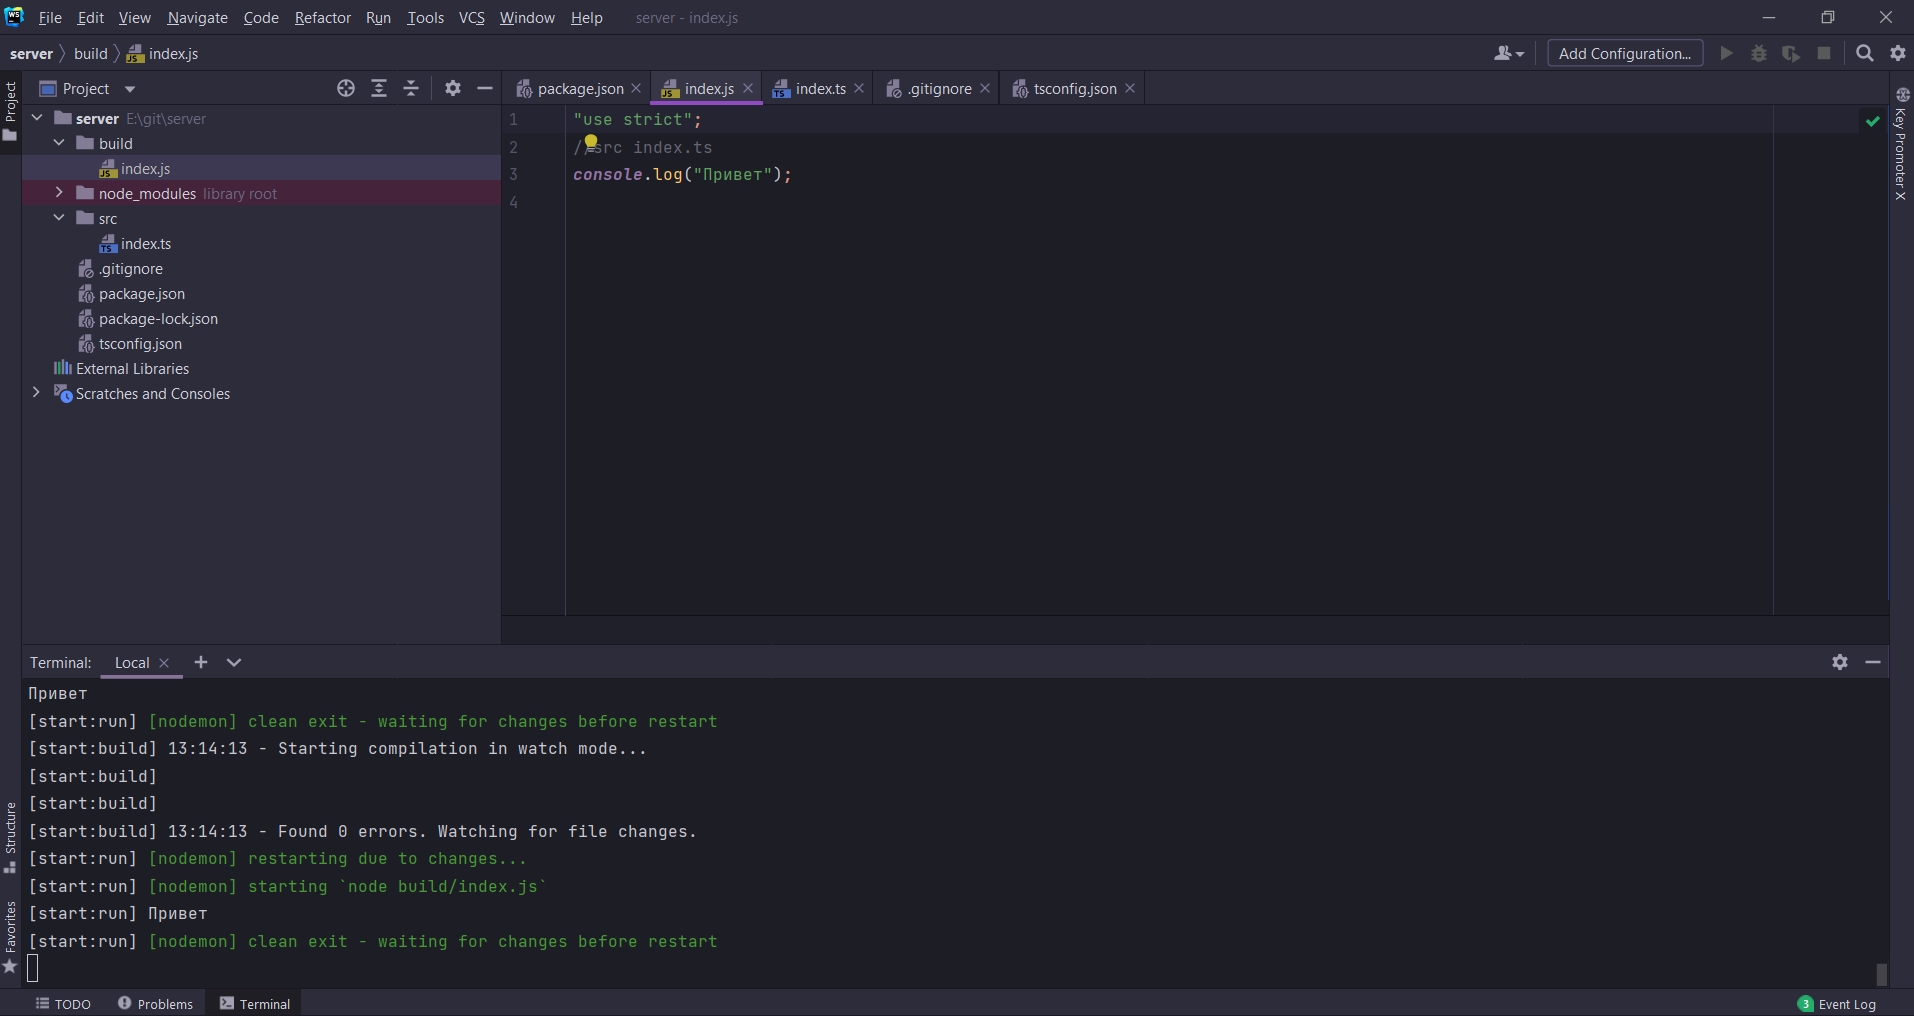 File Edit View Navigate Code Refactor Run Tools VCS Window Help server - index.js
server build index.js Add Configuration...
Project
Project
package.json index.js index.ts .gitignore tsconfig.json
server E:\git\server
build
index.js
node_modules library root
src
index.ts
.gitignore
package.json
package-lock.json
tsconfig.json
External Libraries
Scratches and Consoles
1 "use strict";
2 //src index.ts
3 console.log("Привет");
4
Key Promoter X
Terminal: Local
Привет
[start:run] [nodemon] clean exit - waiting for changes before restart
[start:build] 13:14:13 - Starting compilation in watch mode...
[start:build]
[start:build]
[start:build] 13:14:13 - Found 0 errors. Watching for file changes.
[start:run] [nodemon] restarting due to changes...
[start:run] [nodemon] starting `node build/index.js`
[start:run] Привет
[start:run] [nodemon] clean exit - waiting for changes before restart
Structure
Favorites
TODO Problems Terminal 3 Event Log